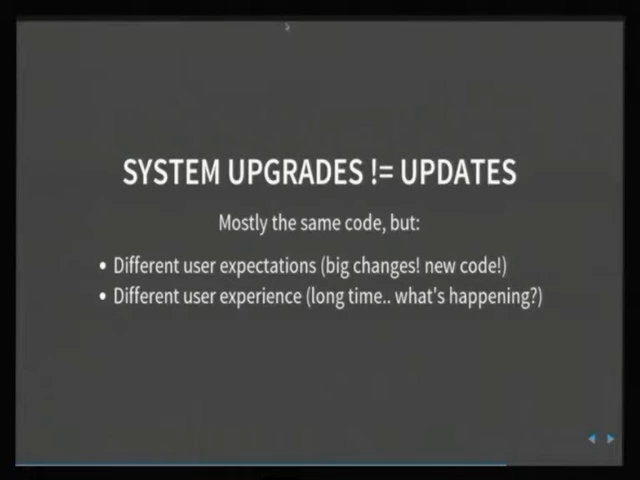 SYSTEM UPGRADES != UPDATES
Mostly the same code, but:
• Different user expectations (big changes! new code!)
• Different user experience (long time.. what's happening?)